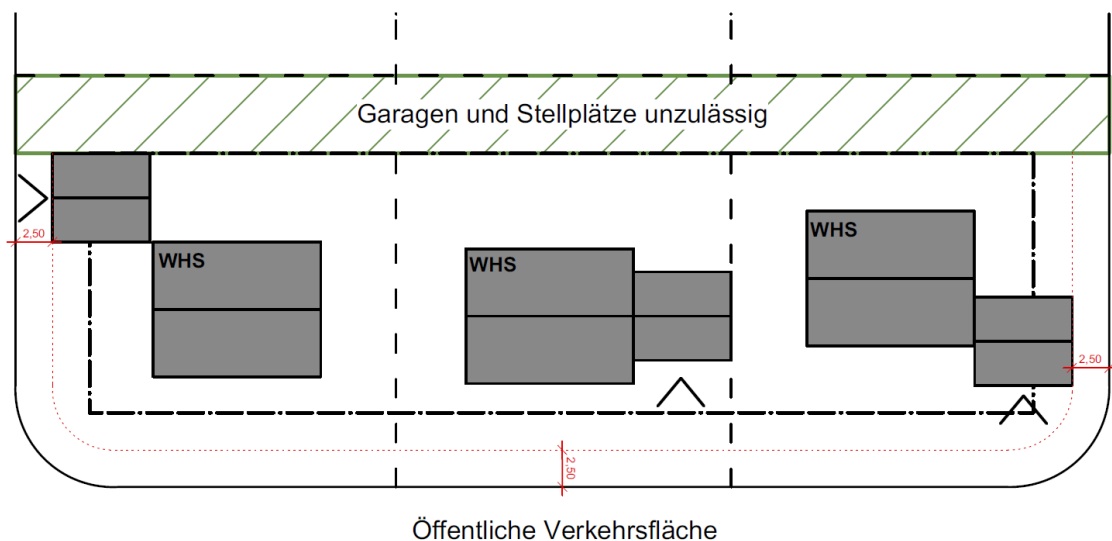 Garagen und Stellplätze unzulässig
WHS
2,50
WHS
WHS
2,50
2,50
Öffentliche Verkehrsfläche